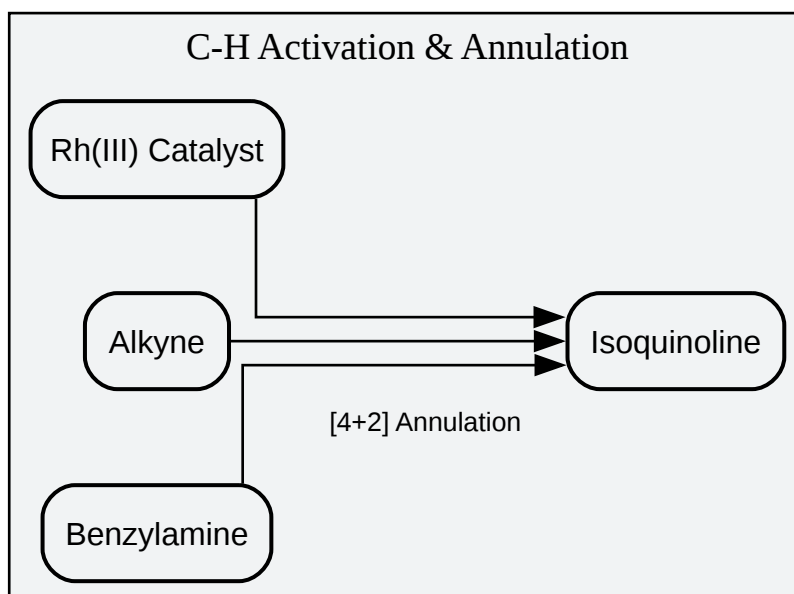 C-H Activation & Annulation
Rh(III) Catalyst
Alkyne
Isoquinoline
[4+2] Annulation
Benzylamine